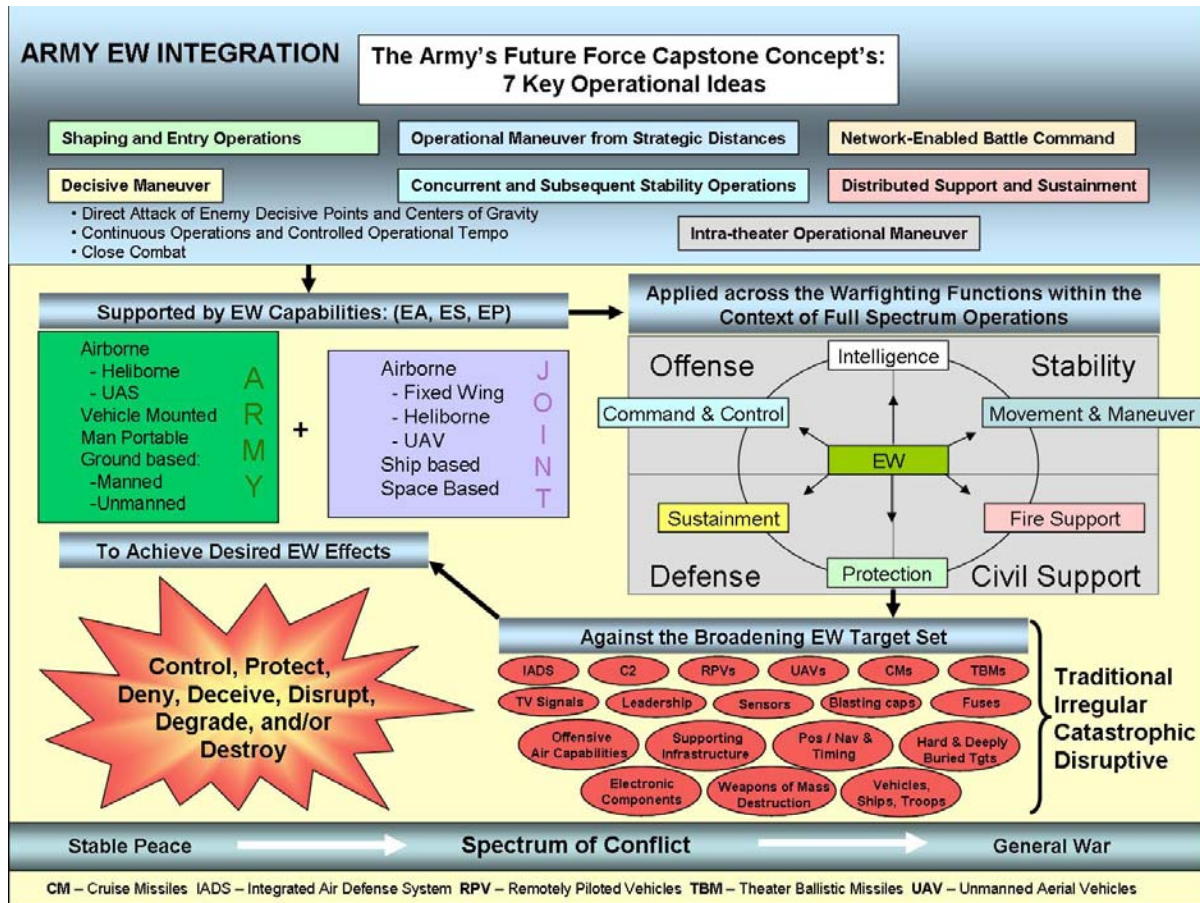 ARMY EW INTEGRATION
The Army's Future Force Capstone Concept's:
7 Key Operational Ideas
Shaping and Entry Operations
Operational Maneuver from Strategic Distances
Network-Enabled Battle Command
Decisive Maneuver
Concurrent and Subsequent Stability Operations
Distributed Support and Sustainment
• Direct Attack of Enemy Decisive Points and Centers of Gravity
• Continuous Operations and Controlled Operational Tempo
• Close Combat
Intra-theater Operational Maneuver
Supported by EW Capabilities: (EA, ES, EP)
Airborne
- Heliborne
- UAS
Vehicle Mounted
Man Portable
Ground based:
-Manned
-Unmanned
ARMY
+
Airborne
- Fixed Wing
- Heliborne
- UAV
Ship based
Space Based
JOINT
Applied across the Warfighting Functions within the
Context of Full Spectrum Operations
Offense
Intelligence
Stability
Command & Control
Movement & Maneuver
EW
Sustainment
Fire Support
Defense
Protection
Civil Support
Against the Broadening EW Target Set
IADS
C2
RPVs
UAVs
CMs
TBMs
TV Signals
Leadership
Sensors
Blasting caps
Fuses
Offensive
Air Capabilities
Supporting
Infrastructure
Pos / Nav &
Timing
Hard & Deeply
Buried Tgts
Electronic
Components
Weapons of Mass
Destruction
Vehicles,
Ships, Troops
Traditional
Irregular
Catastrophic
Disruptive
To Achieve Desired EW Effects
Control, Protect,
Deny, Deceive, Disrupt,
Degrade, and/or
Destroy
Stable Peace
Spectrum of Conflict
General War
CM – Cruise Missiles IADS – Integrated Air Defense System RPV – Remotely Piloted Vehicles TBM – Theater Ballistic Missiles UAV – Unmanned Aerial Vehicles